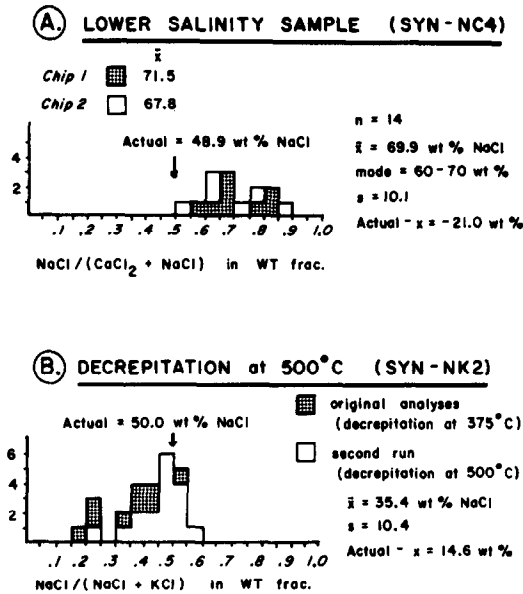 A. LOWER SALINITY SAMPLE (SYN-NC4)
x̄
Chip 1 71.5
Chip 2 67.8
Actual = 48.9 wt % NaCl
n = 14
x̄ = 69.9 wt % NaCl
mode = 60-70 wt %
s = 10.1
Actual - x = -21.0 wt %
4
2
.1 .2 .3 .4 .5 .6 .7 .8 .9 1.0
NaCl/(CaCl2 + NaCl) in WT frac.
B. DECREPITATION at 500°C (SYN-NK2)
Actual = 50.0 wt % NaCl
original analyses
(decrepitation at 375°C)
second run
(decrepitation at 500°C)
x̄ = 35.4 wt % NaCl
s = 10.4
Actual - x = 14.6 wt %
6
4
2
.1 .2 .3 .4 .5 .6 .7 .8 .9 1.0
NaCl/(NaCl + KCl) in WT frac.